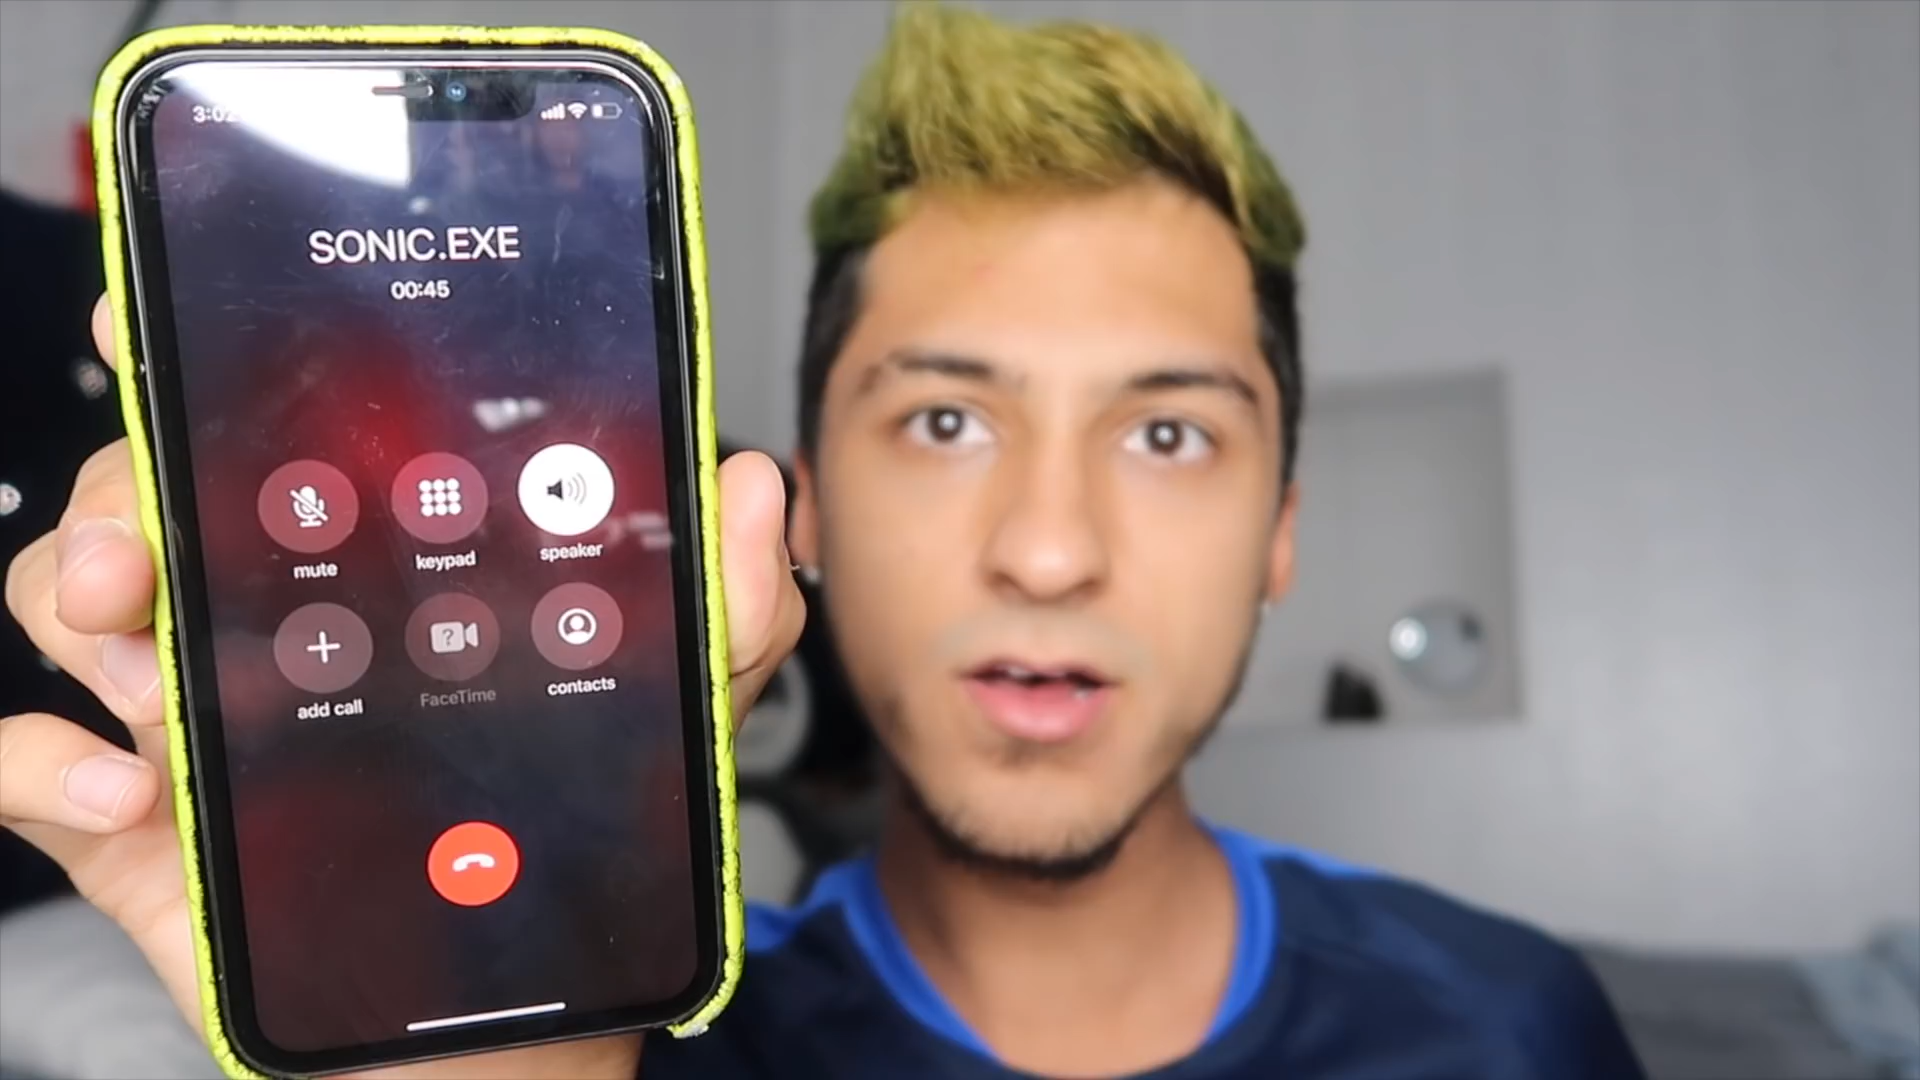 3:02
SONIC.EXE
00:45
mute
keypad
speaker
add call
FaceTime
contacts